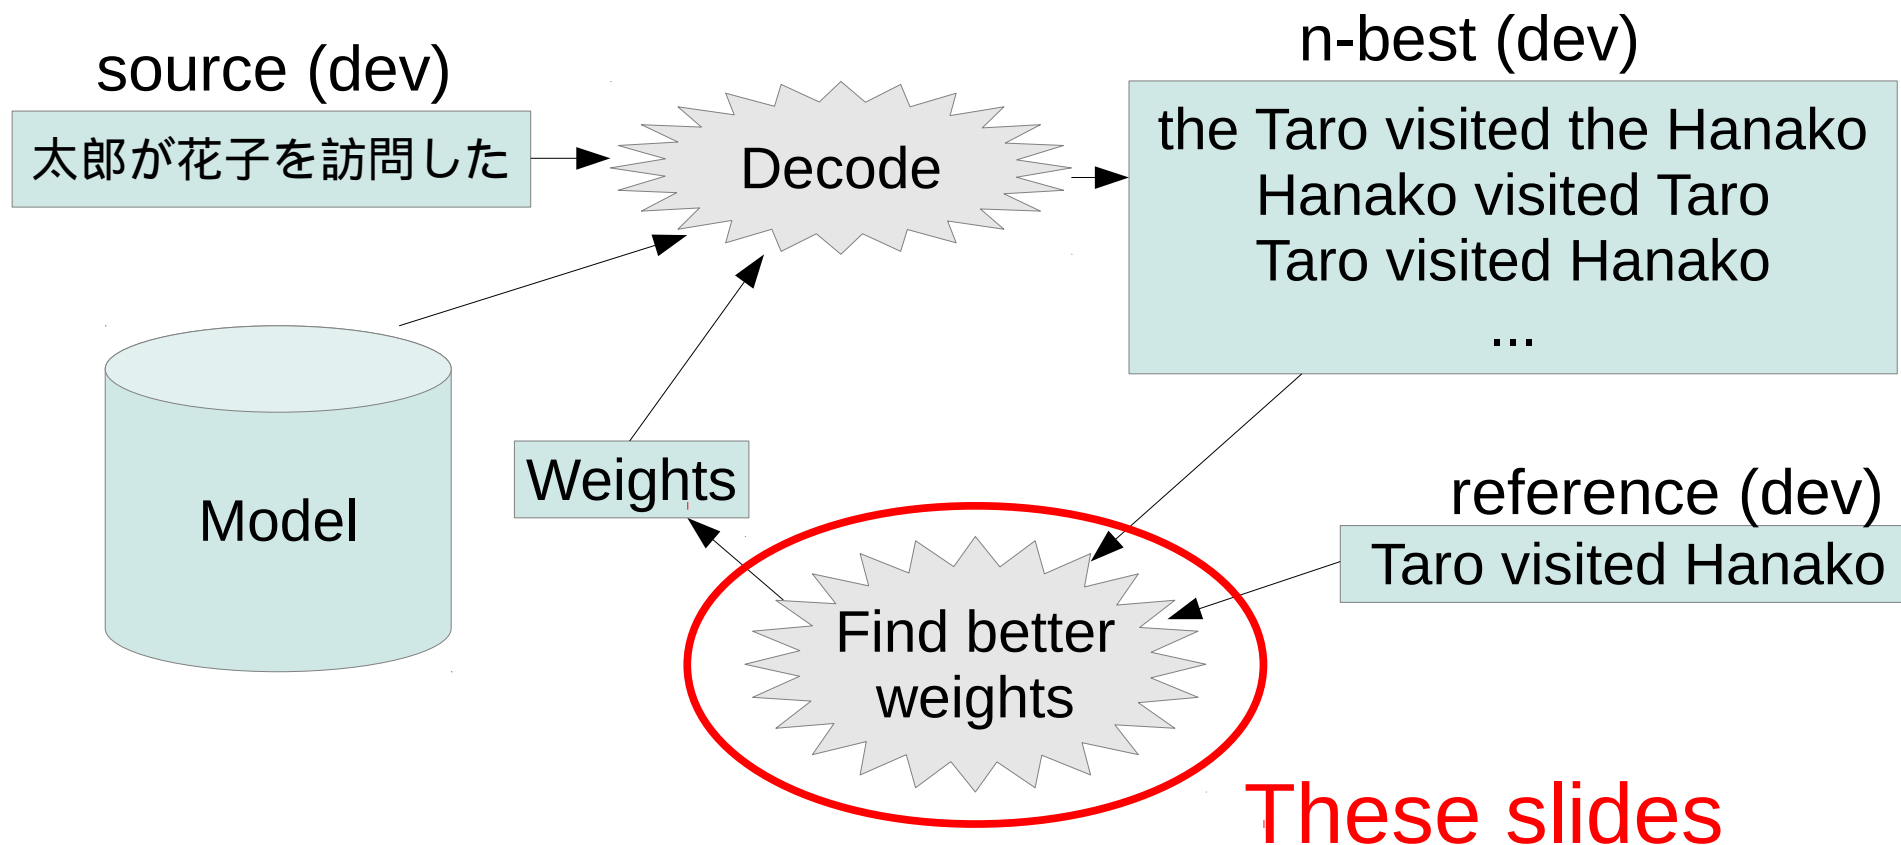 source (dev)
太郎が花子を訪問した
Decode
n-best (dev)
the Taro visited the Hanako
Hanako visited Taro
Taro visited Hanako
...
Model
Weights
reference (dev)
Taro visited Hanako
Find better
weights
These slides